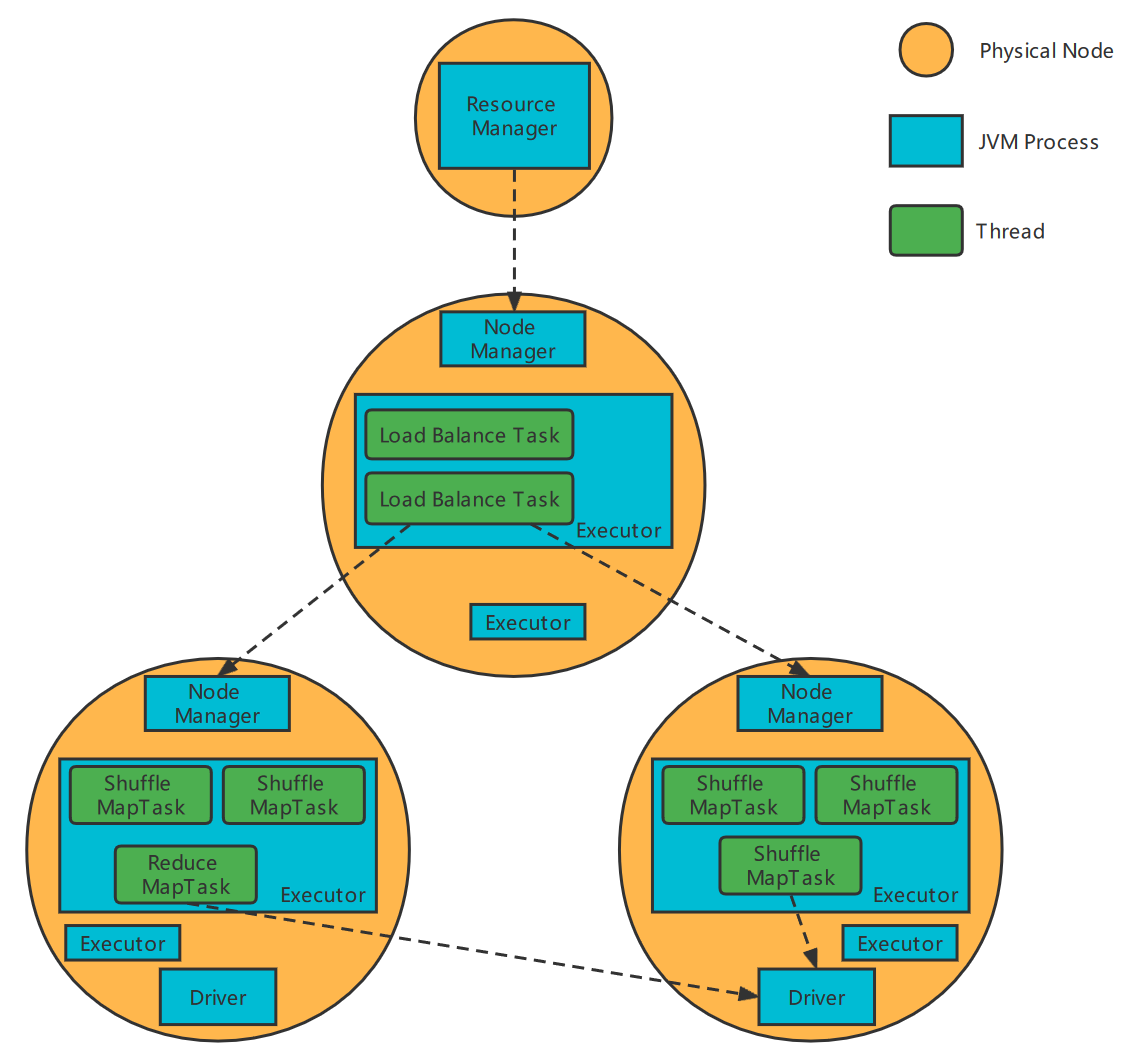 Resource
Manager
Physical Node
JVM Process
Thread
Node
Manager
Load Balance Task
Load Balance Task
Executor
Executor
Node
Manager
Shuffle
MapTask
Shuffle
MapTask
Reduce
MapTask
Executor
Executor
Driver
Node
Manager
Shuffle
MapTask
Shuffle
MapTask
Shuffle
MapTask
Executor
Executor
Driver